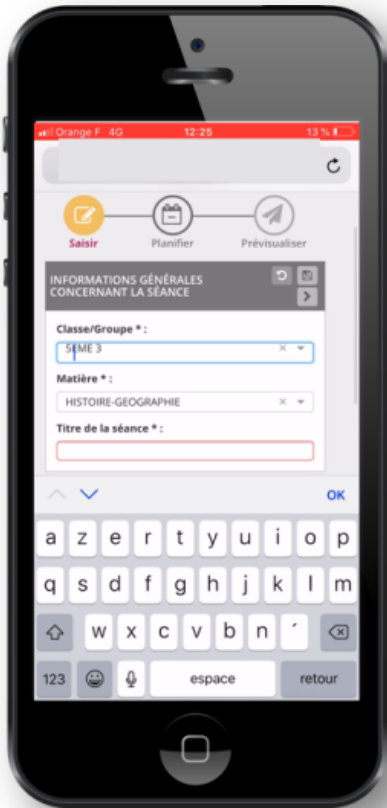 Orange F 4G 12:25 13 %
Saisir Planifier Prévisualiser
INFORMATIONS GÉNÉRALES
CONCERNANT LA SÉANCE
Classe/Groupe * :
5EME 3
Matière * :
HISTOIRE-GEOGRAPHIE
Titre de la séance * :
OK
a z e r t y u i o p
q s d f g h j k l m
w x c v b n ´
123 espace retour